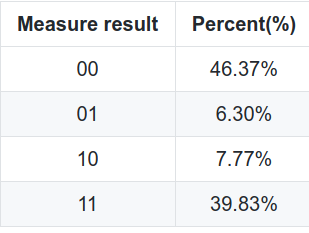 Measure result Percent(%)
00 46.37%
01 6.30%
10 7.77%
11 39.83%